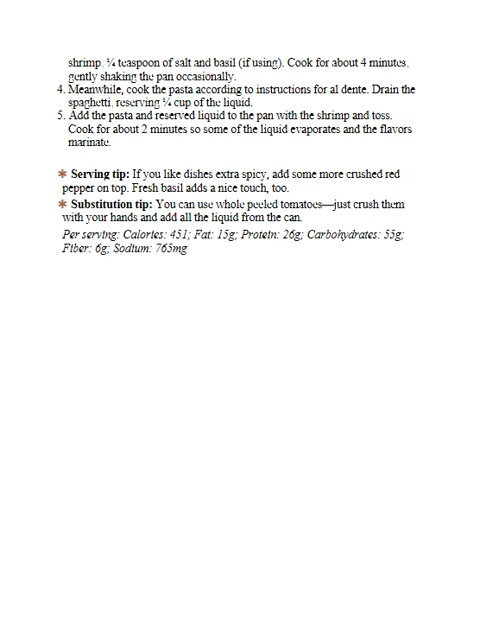 shrimp, ¼ teaspoon of salt and basil (if using). Cook for about 4 minutes,
gently shaking the pan occasionally.
4. Meanwhile, cook the pasta according to instructions for al dente. Drain the
spaghetti, reserving ¼ cup of the liquid.
5. Add the pasta and reserved liquid to the pan with the shrimp and toss.
Cook for about 2 minutes so some of the liquid evaporates and the flavors
marinate.
* Serving tip: If you like dishes extra spicy, add some more crushed red
pepper on top. Fresh basil adds a nice touch, too.
* Substitution tip: You can use whole peeled tomatoes—just crush them
with your hands and add all the liquid from the can.
Per serving: Calories: 451; Fat: 15g; Protein: 26g; Carbohydrates: 55g;
Fiber: 6g; Sodium: 765mg